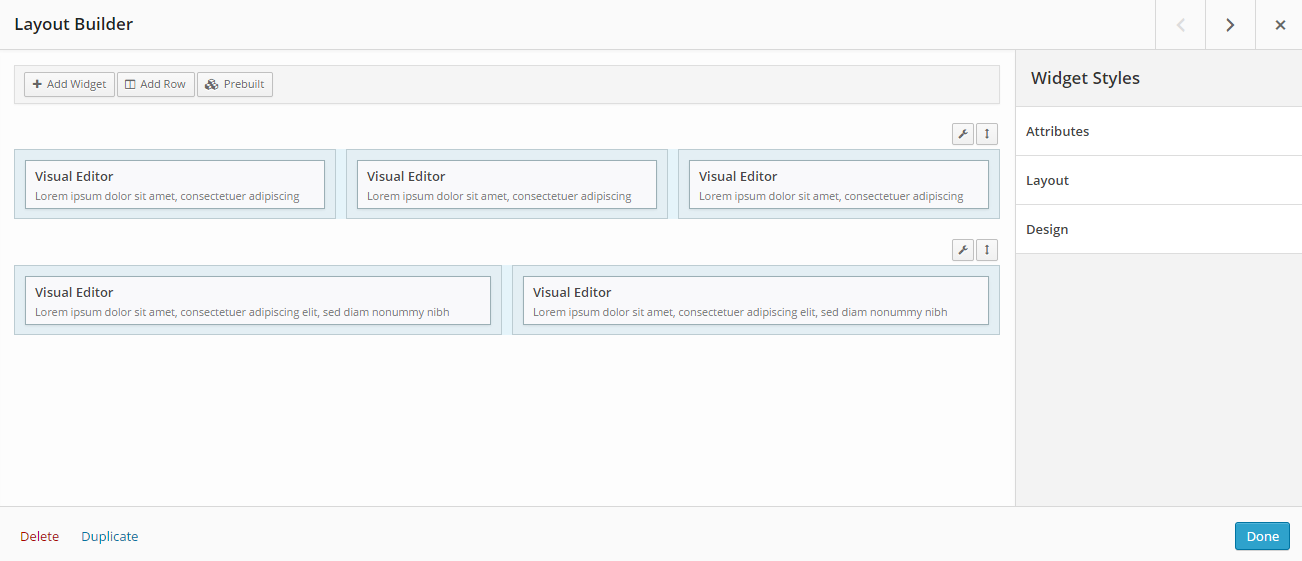 Layout Builder
Add Widget Add Row Prebuilt
Widget Styles
Attributes
Layout
Design
Visual Editor Visual Editor Visual Editor
Lorem ipsum dolor sit amet, consectetuer adipiscing Lorem ipsum dolor sit amet, consectetuer adipiscing Lorem ipsum dolor sit amet, consectetuer adipiscing
Visual Editor Visual Editor
Lorem ipsum dolor sit amet, consectetuer adipiscing elit, sed diam nonummy nibh Lorem ipsum dolor sit amet, consectetuer adipiscing elit, sed diam nonummy nibh
Delete Duplicate Done